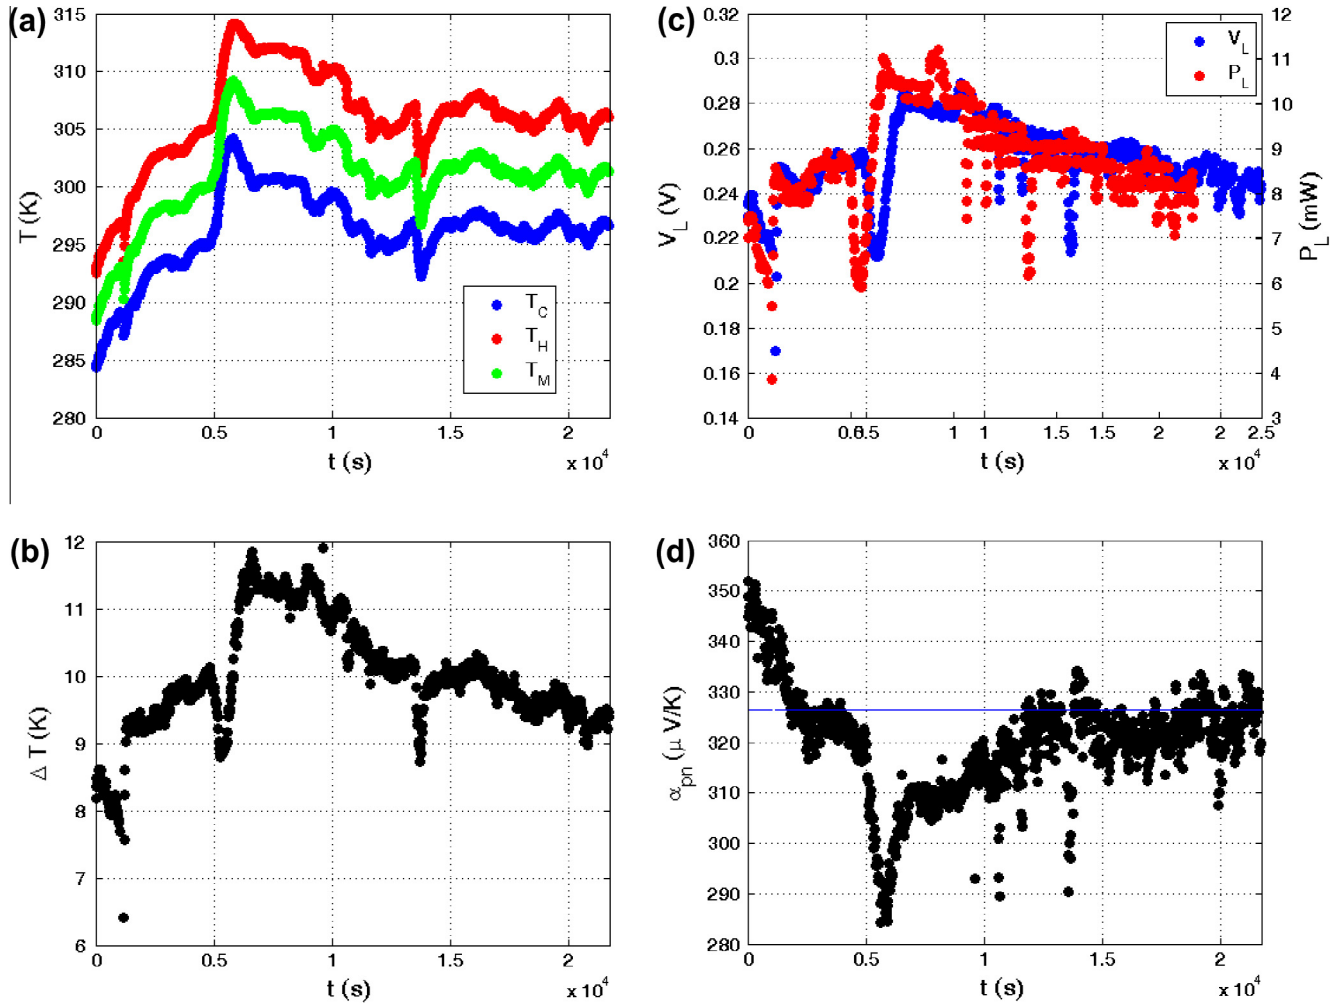 (a)
315
310
305
300
295
290
285
280
T (K)
T_C
T_H
T_M
0 0.5 1 1.5 2
t (s)
x 10^4
(c)
0.32
0.3
0.28
0.26
0.24
0.22
0.2
0.18
0.16
0.14
V_L (V)
V_L
P_L
12
11
10
9
8
7
6
5
4
3
P_L (mW)
0 0.5 1 1 1.5 1.5 2 2 2.5
t (s)
x 10^4
(b)
12
11
10
9
8
7
6
Δ T (K)
0 0.5 1 1.5 2
t (s)
x 10^4
(d)
360
350
340
330
320
310
300
290
280
α_pn (μ V/K)
0 0.5 1 1.5 2
t (s)
x 10^4